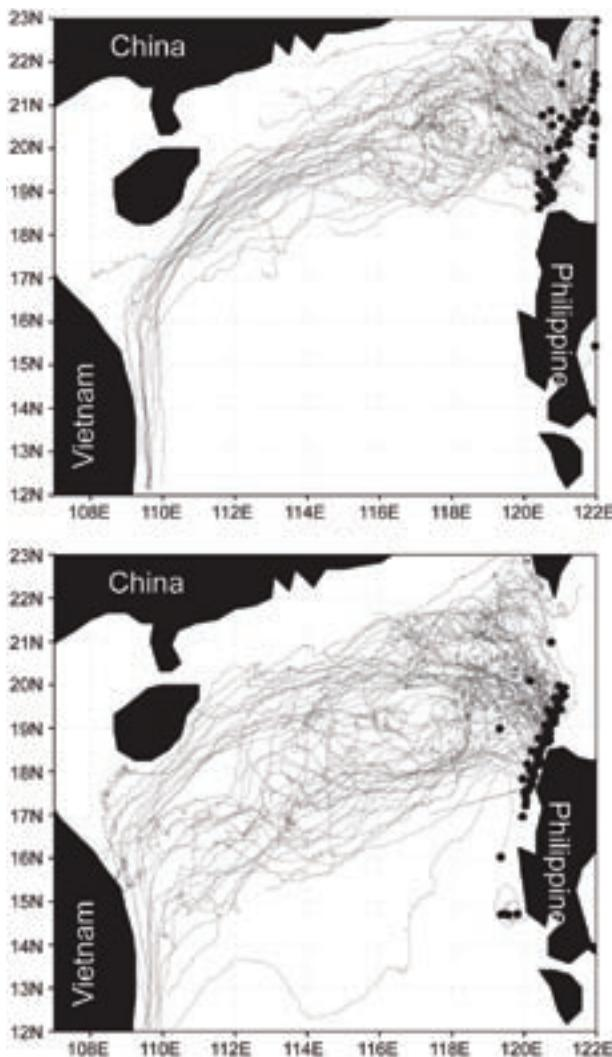 23N
22N
21N
20N
19N
18N
17N
16N
15N
14N
13N
12N
China
Vietnam
Philippine
108E 110E 112E 114E 116E 118E 120E 122E
23N
22N
21N
20N
19N
18N
17N
16N
15N
14N
13N
12N
China
Vietnam
Philippine
108E 110E 112E 114E 116E 118E 120E 122E